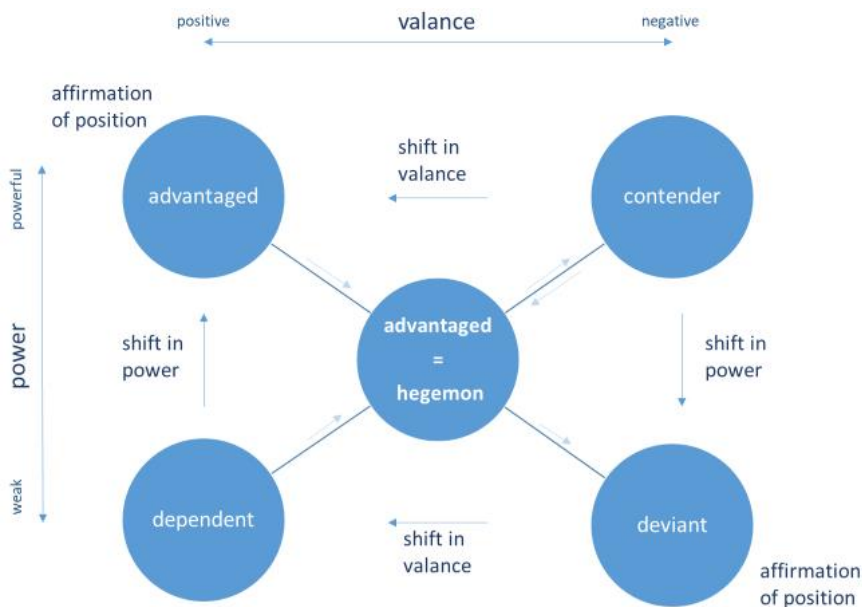 positive
valance
negative
affirmation
of position
shift in
valance
powerful
advantaged
contender
advantaged
=
hegemon
power
shift in
power
shift in
power
weak
dependent
shift in
valance
deviant
affirmation
of position